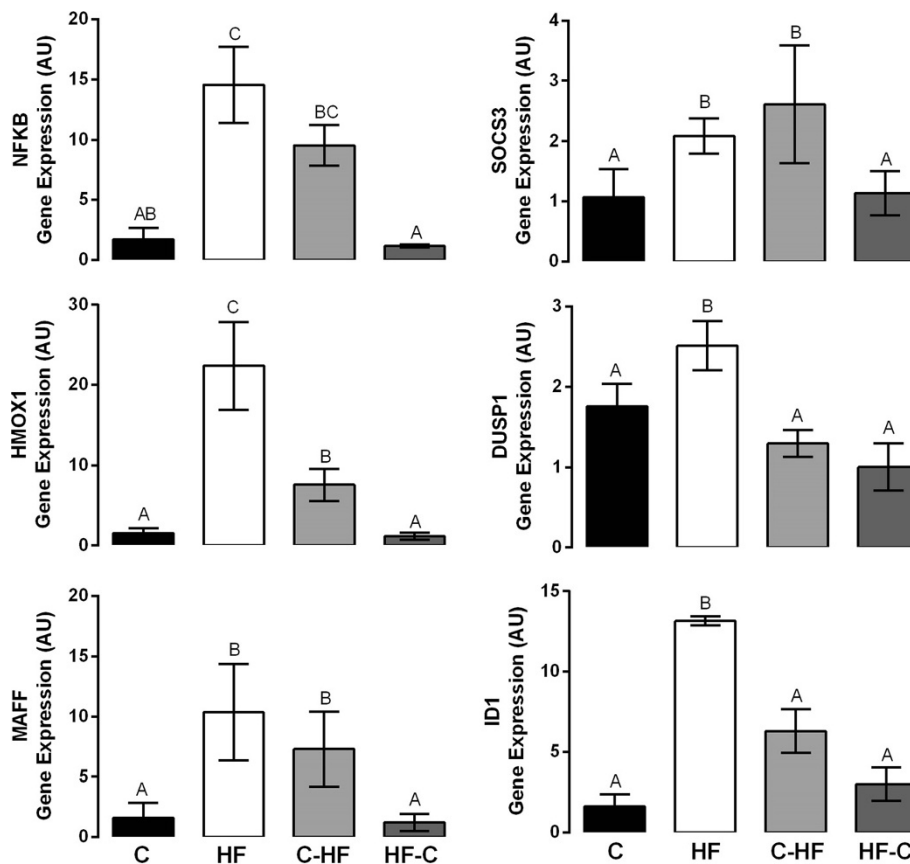 NFKB
Gene Expression (AU)
20
15
10
5
0
AB
C
BC
A
SOCS3
Gene Expression (AU)
4
3
2
1
0
A
B
B
A
HMOX1
Gene Expression (AU)
30
20
10
0
A
C
B
A
DUSP1
Gene Expression (AU)
3
2
1
0
A
B
A
A
MAFF
Gene Expression (AU)
20
15
10
5
0
A
B
B
A
C HF C-HF HF-C
ID1
Gene Expression (AU)
15
10
5
0
A
B
A
A
C HF C-HF HF-C